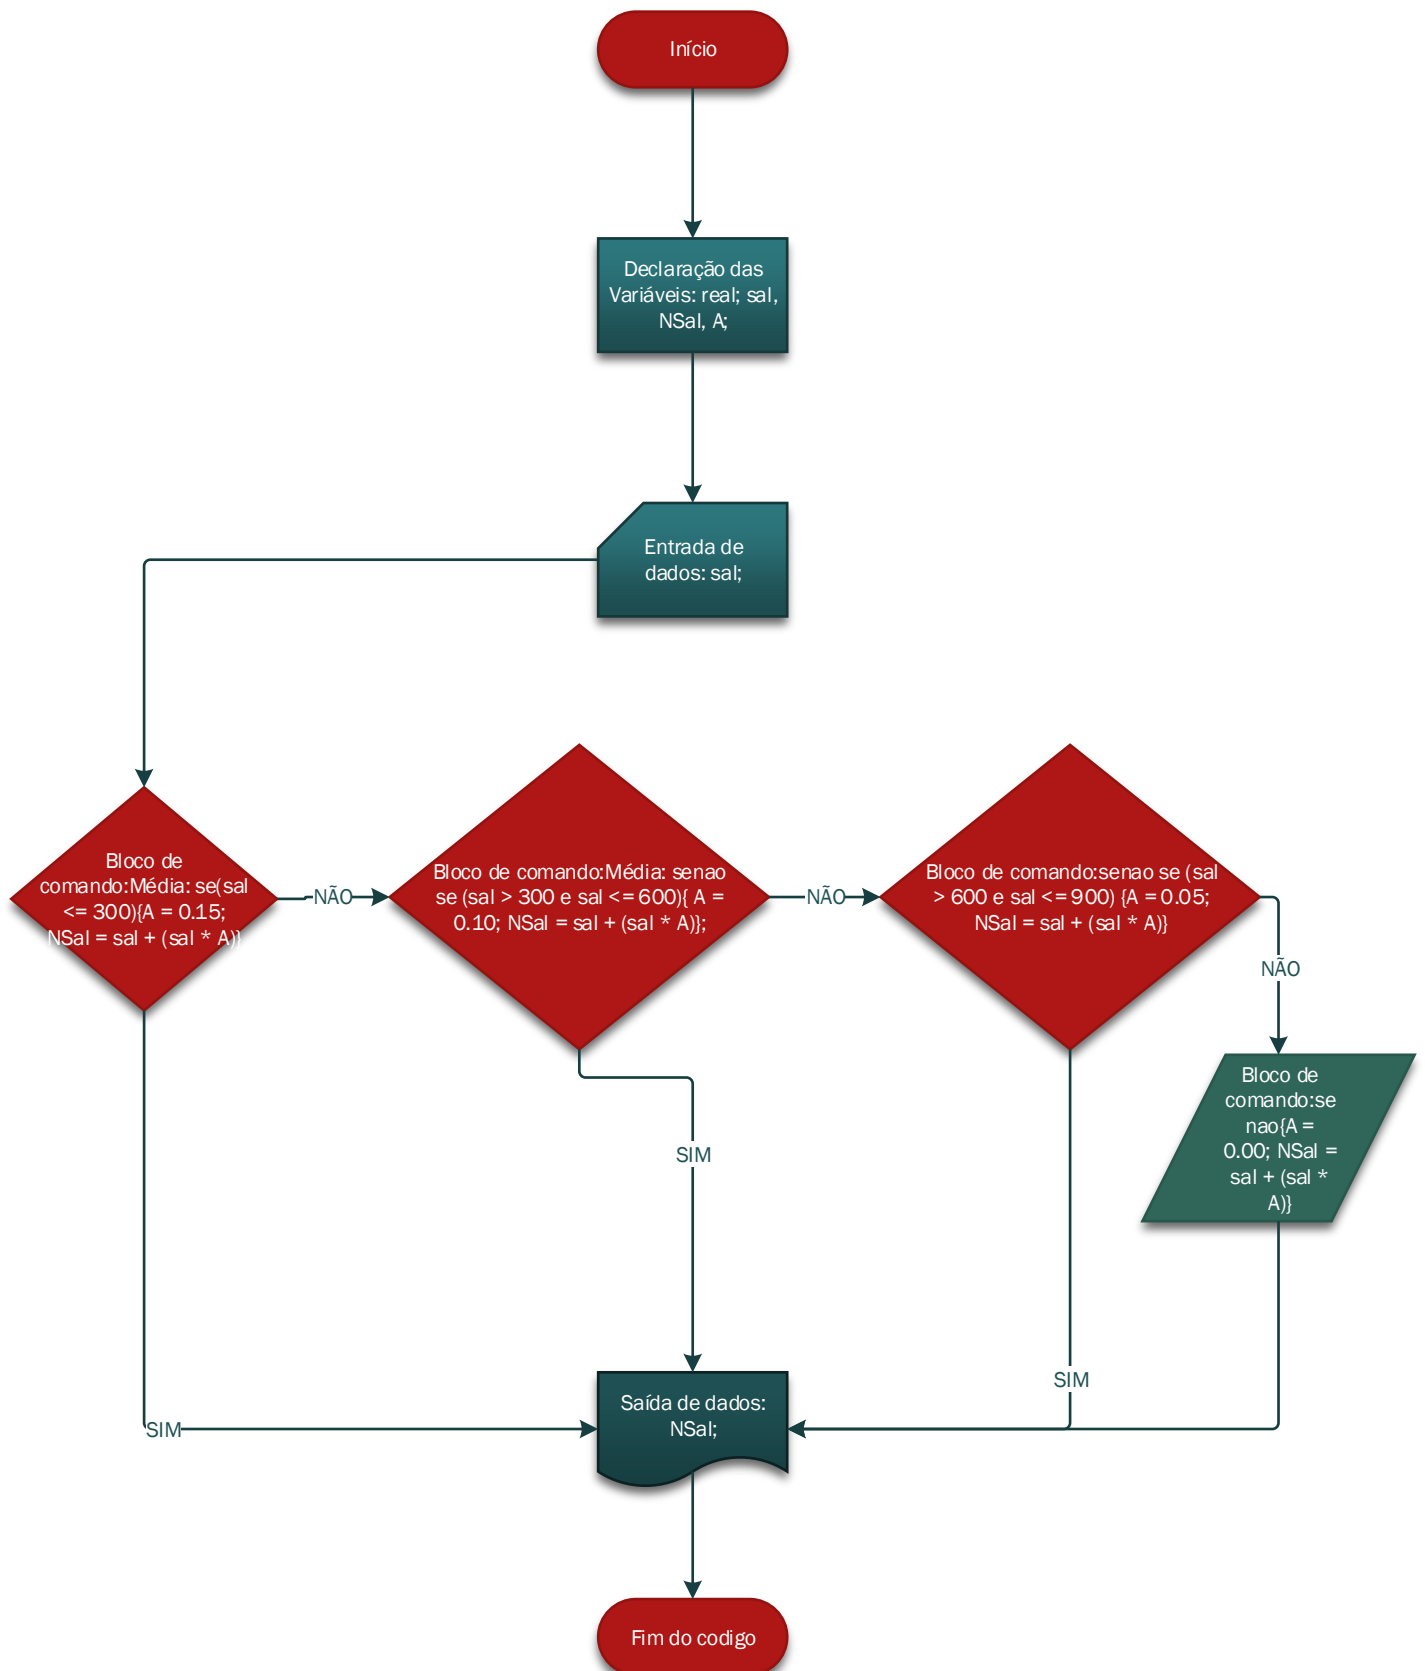 Início
Declaração das
Variáveis: real; sal,
NSal, A;
Entrada de
dados: sal;
Bloco de
comando:Média: se(sal
<= 300){A = 0.15;
NSal = sal + (sal * A)}
NÃO
Bloco de comando:Média: senao
se (sal > 300 e sal <=600){ A =
0.10; NSal = sal + (sal * A)};
NÃO
Bloco de comando:senao se (sal
> 600 e sal <=900) {A = 0.05;
NSal = sal + (sal * A)}
NÃO
Bloco de
comando:se
nao{A =
0.00; NSal =
sal + (sal *
A)}
SIM
SIM
SIM
Saída de dados:
NSal;
Fim do codigo